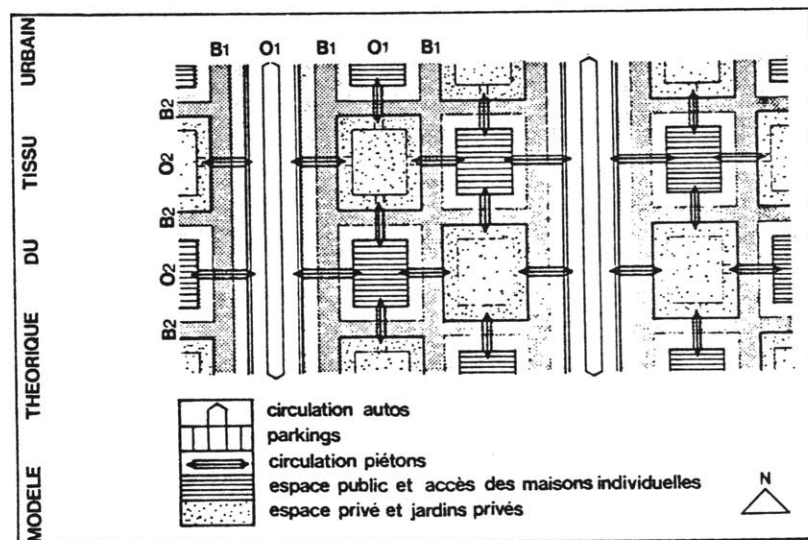 MODELE THEORIQUE DU TISSU URBAIN
B1 O1 B1 O1 B1
B2
O2
B2
O2
B2
circulation autos
parkings
circulation piétons
espace public et accès des maisons individuelles
espace privé et jardins privés
N